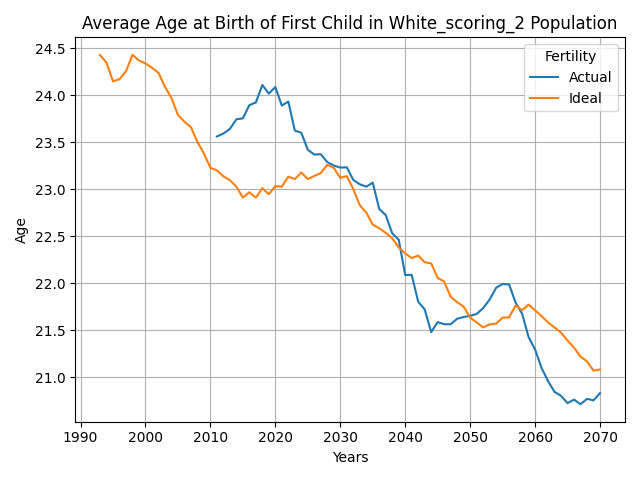 Average Age at Birth of First Child in White_scoring_2 Population
Fertility
Actual
Ideal
Age
24.5
24.0
23.5
23.0
22.5
22.0
21.5
21.0
1990 2000 2010 2020 2030 2040 2050 2060 2070
Years